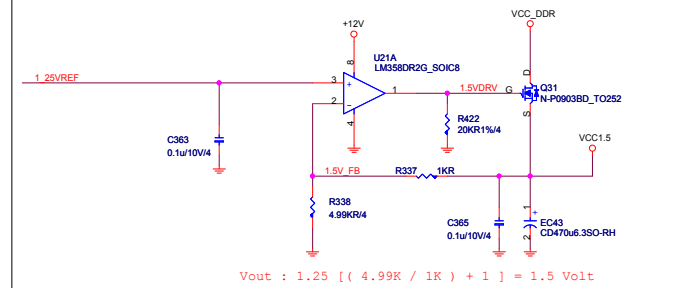 VCC_DDR
+12V
U21A
LM358DR2G_SOIC8
8
D
1_25VREF
3
+
1
1.5VDRV
G
Q31
N-P0903BD_TO252
2
-
4
S
R422
20KR1%/4
C363
0.1u/10V/4
VCC1.5
1.5V_FB
R337
1KR
R338
4.99KR/4
C365
0.1u/10V/4
1
+
EC43
CD470u6.3SO-RH
2
Vout : 1.25 [( 4.99K / 1K ) + 1 ] = 1.5 Volt